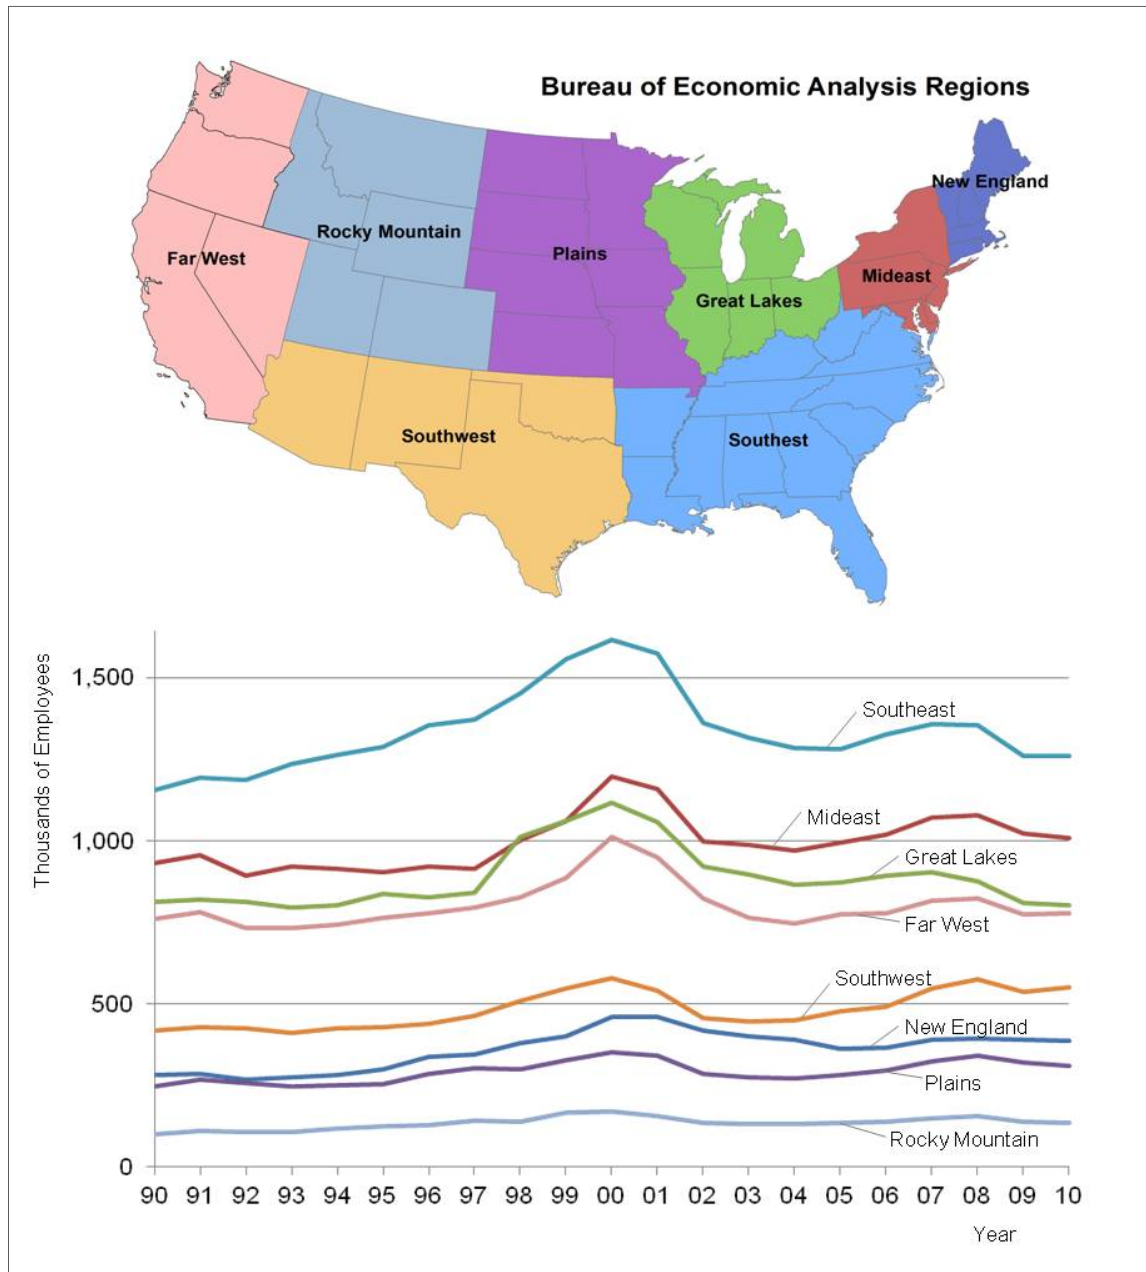 Bureau of Economic Analysis Regions
New England
Rocky Mountain
Far West
Plains
Mideast
Great Lakes
Southwest
Southest
Thousands of Employees
1,500
Southeast
1,000
Mideast
Great Lakes
Far West
Southwest
500
New England
Plains
Rocky Mountain
0
90 91 92 93 94 95 96 97 98 99 00 01 02 03 04 05 06 07 08 09 10
Year